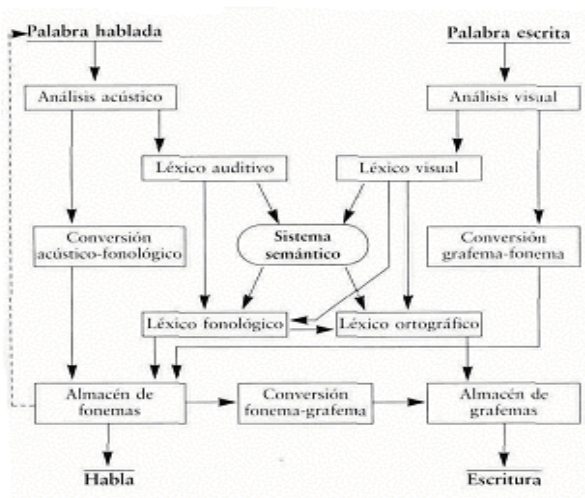 Palabra hablada
Palabra escrita
Análisis acústico
Análisis visual
Léxico auditivo
Léxico visual
Conversión
acústico-fonológico
Sistema
semántico
Conversión
grafema-fonema
Léxico fonológico
Léxico ortográfico
Almacén de
fonemas
Conversión
fonema-grafema
Almacén de
grafemas
Habla
Escritura